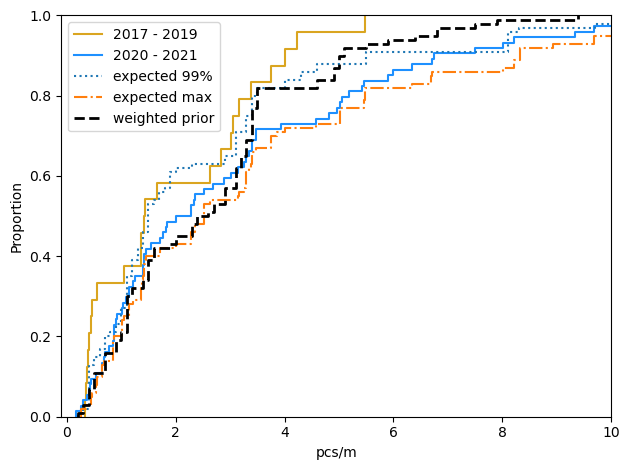 1.0
0.8
0.6
0.4
0.2
0.0
Proportion
2017 - 2019
2020 - 2021
expected 99%
expected max
weighted prior
0 2 4 6 8 10
pcs/m